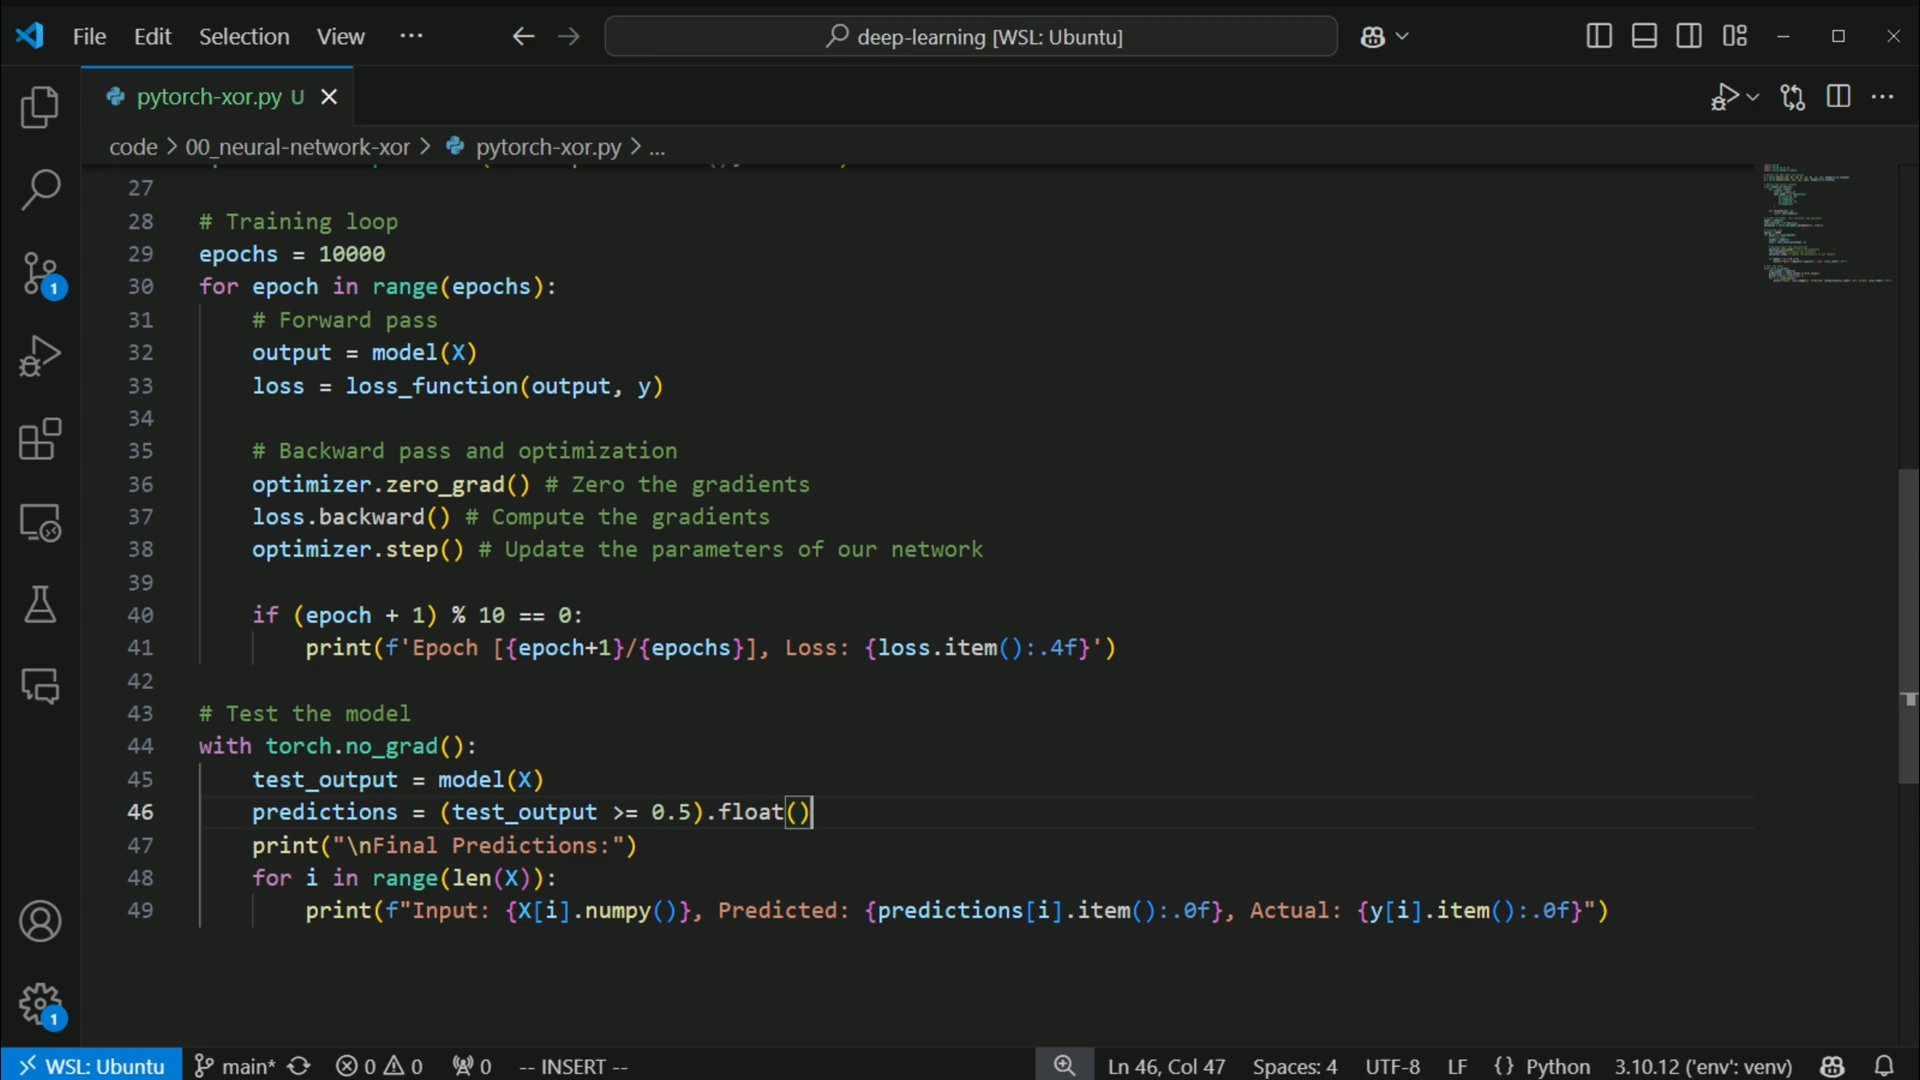 File Edit Selection View ··· deep-learning [WSL: Ubuntu]
pytorch-xor.py U
code > 00_neural-network-xor > pytorch-xor.py > ...
27
28 # Training loop
29 epochs = 10000
30 for epoch in range(epochs):
31     # Forward pass
32     output = model(X)
33     loss = loss_function(output, y)
34
35     # Backward pass and optimization
36     optimizer.zero_grad() # Zero the gradients
37     loss.backward() # Compute the gradients
38     optimizer.step() # Update the parameters of our network
39
40     if (epoch + 1) % 10 == 0:
41         print(f'Epoch [{epoch+1}/{epochs}], Loss: {loss.item():.4f}')
42
43 # Test the model
44 with torch.no_grad():
45     test_output = model(X)
46     predictions = (test_output >= 0.5).float()
47     print("\nFinal Predictions:")
48     for i in range(len(X)):
49         print(f"Input: {X[i].numpy()}, Predicted: {predictions[i].item():.0f}, Actual: {y[i].item():.0f}")
1
1
WSL: Ubuntu main* 0 0 0 -- INSERT -- Ln 46, Col 47 Spaces: 4 UTF-8 LF {} Python 3.10.12 ('env': venv)